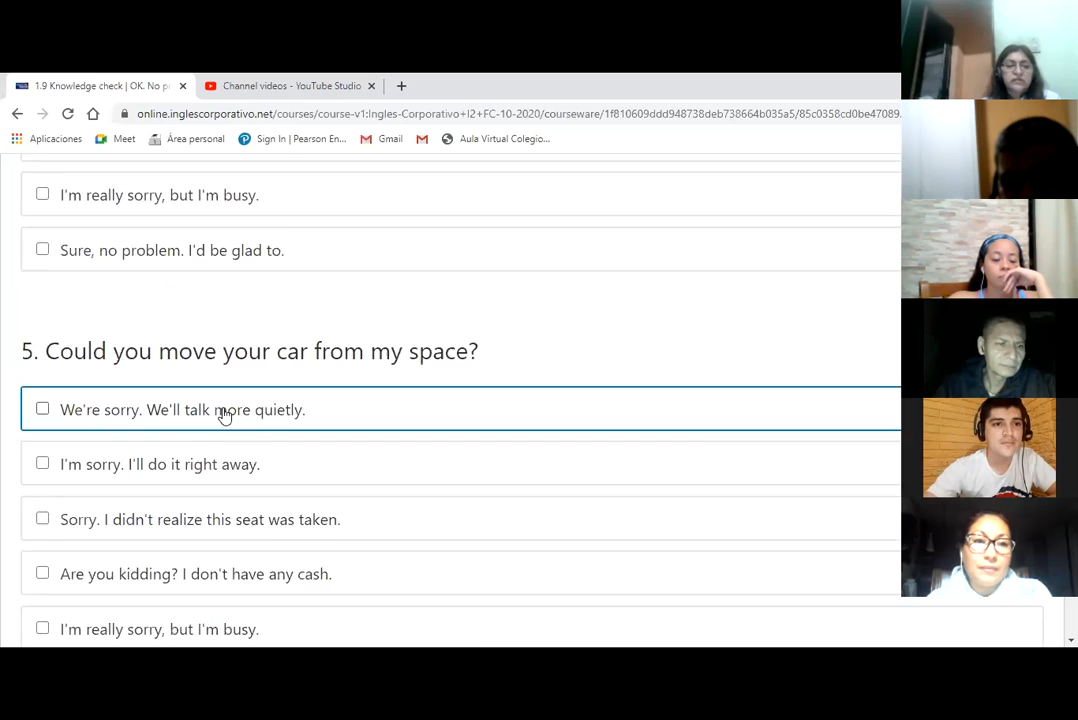 1.9 Knowledge check | OK. No pr
Channel videos - YouTube Studio
online.inglescorporativo.net/courses/course-v1:Ingles-Corporativo+I2+FC-10-2020/courseware/1f810609ddd948738deb738664b035a5/85c0358cd0be47089.
Aplicaciones
Meet
Área personal
Sign In | Pearson En...
Gmail
Aula Virtual Colegio...
I'm really sorry, but I'm busy.
Sure, no problem. I'd be glad to.
5. Could you move your car from my space?
We're sorry. We'll talk more quietly.
I'm sorry. I'll do it right away.
Sorry. I didn't realize this seat was taken.
Are you kidding? I don't have any cash.
I'm really sorry, but I'm busy.